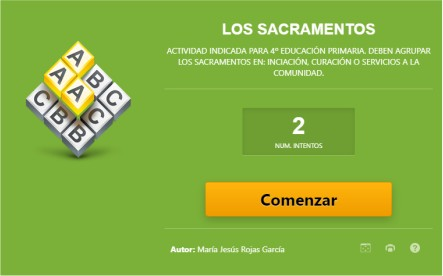 LOS SACRAMENTOS
ACTIVIDAD INDICADA PARA 4º EDUCACIÓN PRIMARIA. DEBEN AGRUPAR
LOS SACRAMENTOS EN: INCIACIÓN, CURACIÓN O SERVICIOS A LA
COMUNIDAD.
A B C
A A C
C B B
2
NUM. INTENTOS
Comenzar
Autor: María Jesús Rojas García
?